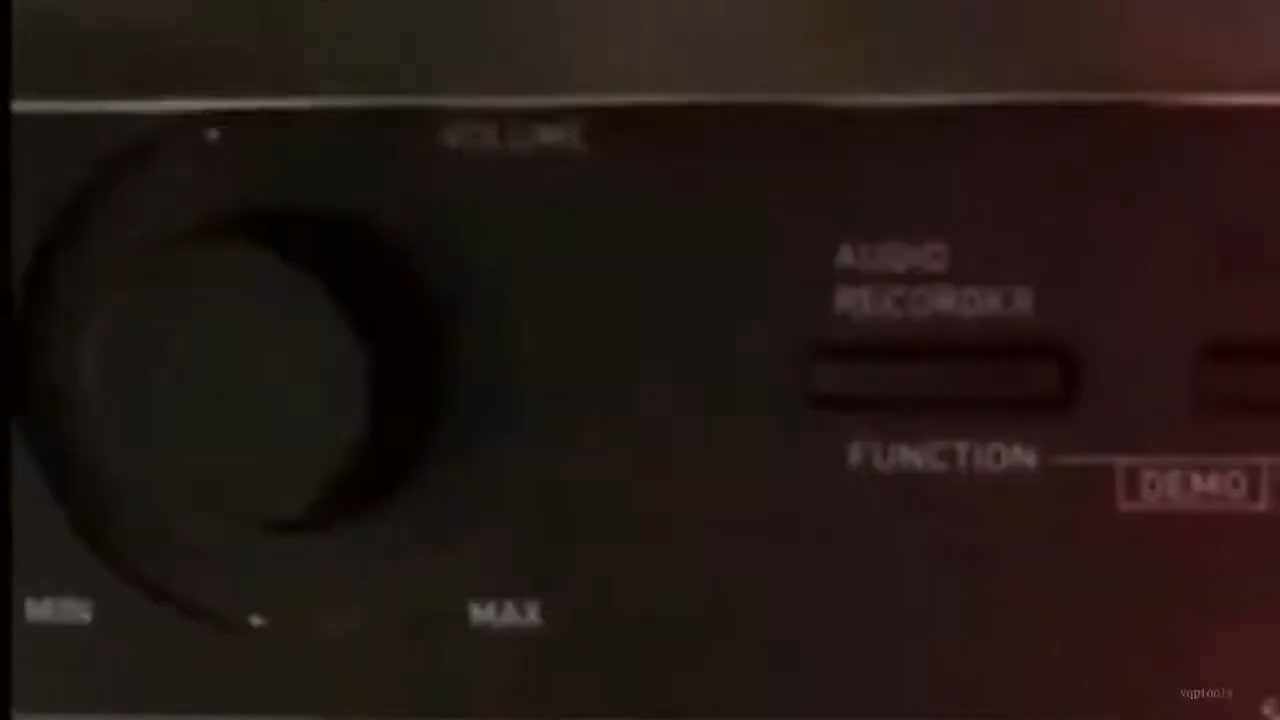 VOLUME
AUDIO
RECORDER
FUNCTION
DEMO
MIN
MAX